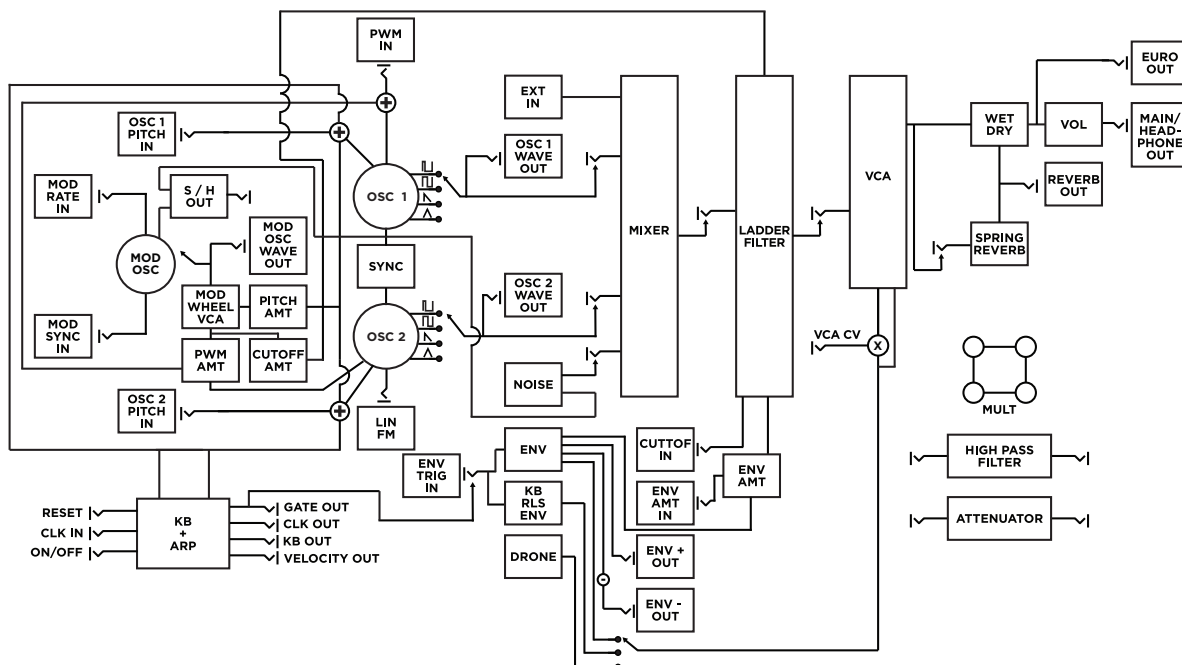 PWM
IN
EURO
OUT
EXT
IN
OSC 1
PITCH
IN
WET
DRY
VOL
MAIN/
HEAD-
PHONE
OUT
OSC 1
WAVE
OUT
MOD
RATE
IN
S / H
OUT
OSC 1
VCA
REVERB
OUT
MIXER
LADDER
FILTER
MOD
OSC
WAVE
OUT
SPRING
REVERB
MOD
OSC
SYNC
OSC 2
WAVE
OUT
MOD
WHEEL
VCA
PITCH
AMT
MOD
SYNC
IN
OSC 2
VCA CV
X
PWM
AMT
CUTOFF
AMT
NOISE
OSC 2
PITCH
IN
MULT
LIN
FM
ENV
CUTTOF
IN
HIGH PASS
FILTER
ENV
TRIG
IN
ENV
AMT
KB
RLS
ENV
ENV
AMT
IN
RESET
CLK IN
ON/OFF
KB
+
ARP
GATE OUT
CLK OUT
KB OUT
VELOCITY OUT
ATTENUATOR
DRONE
ENV +
OUT
ENV -
OUT